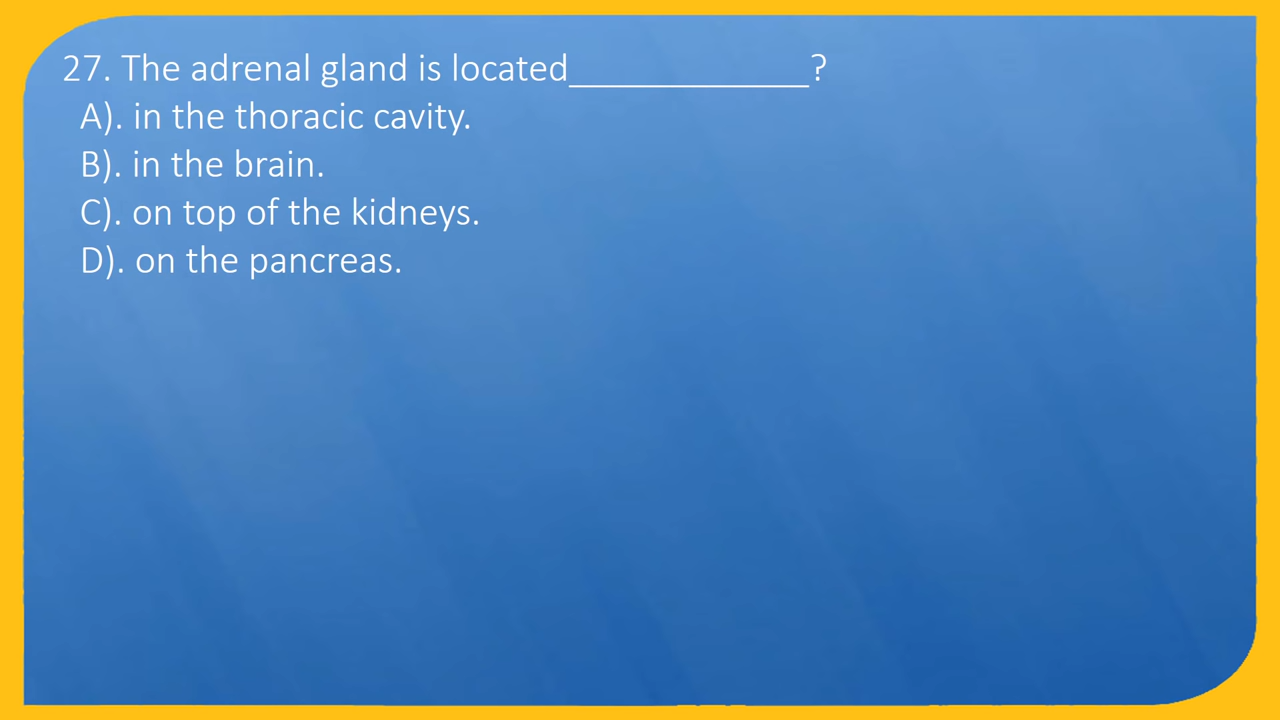 27. The adrenal gland is located____________?
A). in the thoracic cavity.
B). in the brain.
C). on top of the kidneys.
D). on the pancreas.